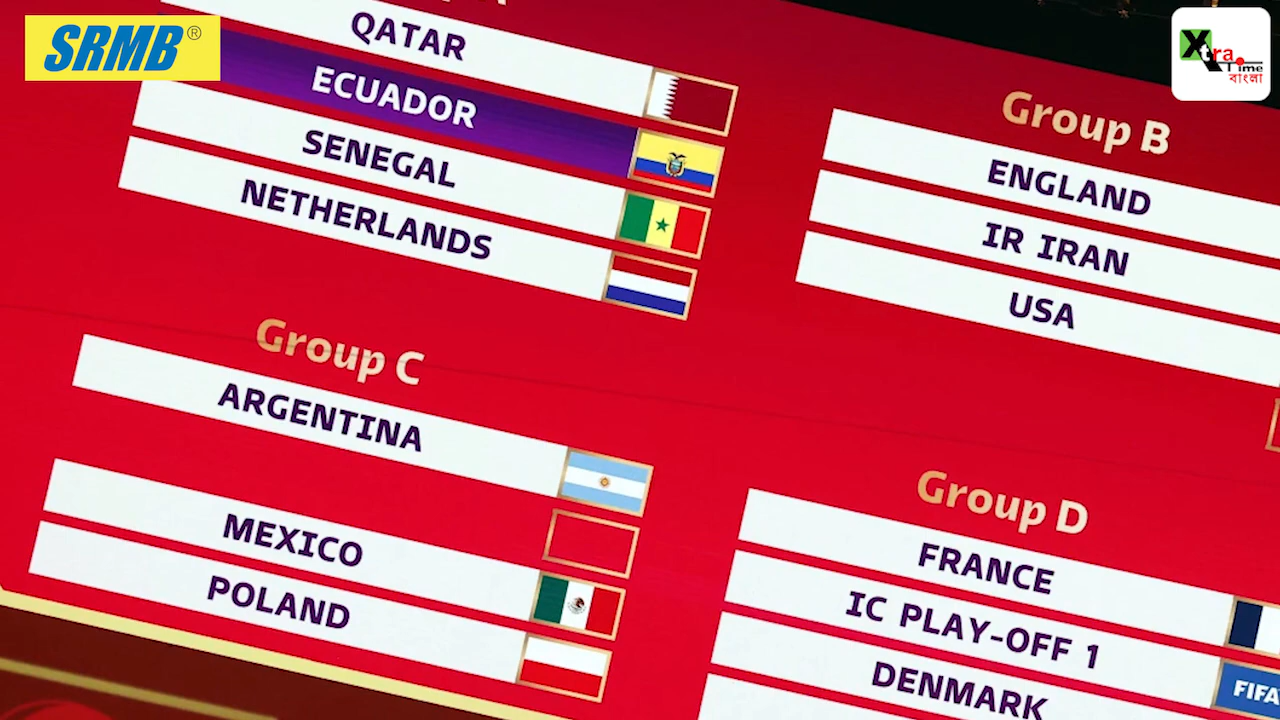 SRMB®
Xtra Time
বাংলা
QATAR
ECUADOR
SENEGAL
NETHERLANDS
Group B
ENGLAND
IR IRAN
USA
Group C
ARGENTINA
MEXICO
POLAND
Group D
FRANCE
IC PLAY-OFF 1
FIFA
DENMARK